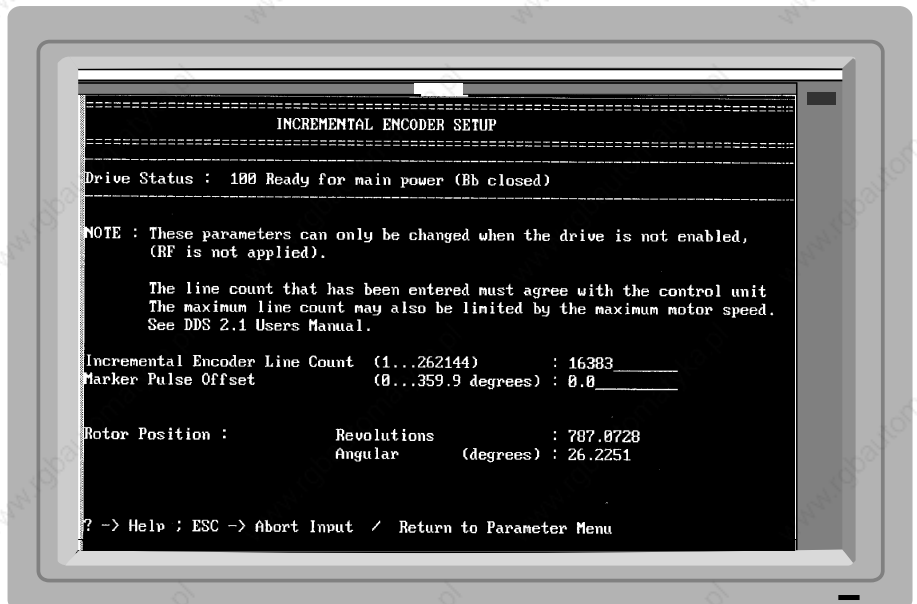 INCREMENTAL ENCODER SETUP
Drive Status : 100 Ready for main power (Bb closed)
NOTE : These parameters can only be changed when the drive is not enabled,
(RF is not applied).
The line count that has been entered must agree with the control unit
The maximum line count may also be limited by the maximum motor speed.
See DDS 2.1 Users Manual.
Incremental Encoder Line Count (1...262144) : 16383
Marker Pulse Offset (0...359.9 degrees) : 0.0
Rotor Position : Revolutions : 787.0728
Angular (degrees) : 26.2251
? -> Help ; ESC -> Abort Input / Return to Parameter Menu